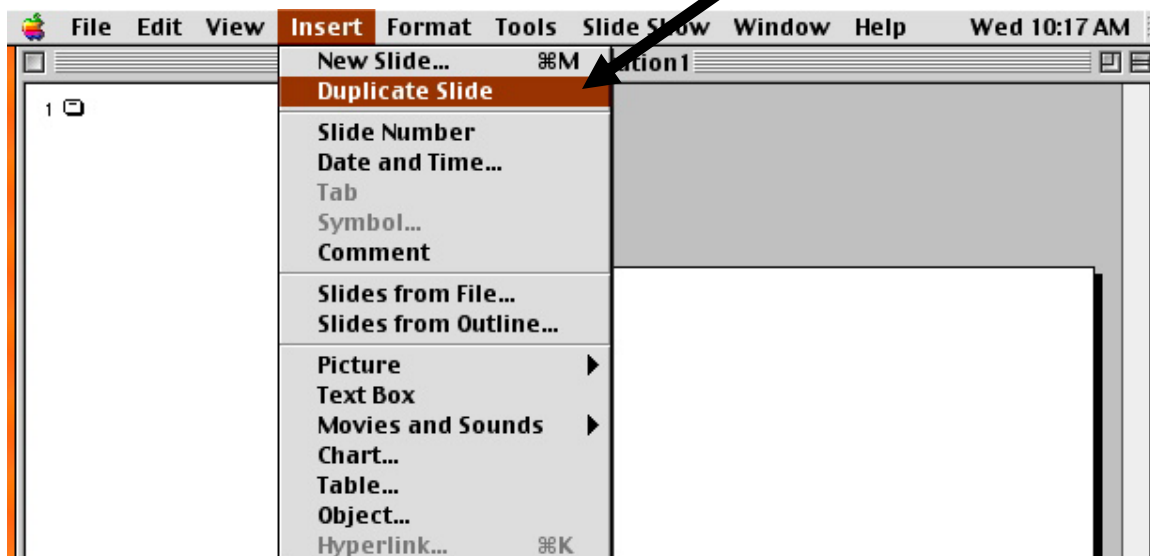 File Edit View Insert Format Tools Slide Show Window Help Wed 10:17 AM
New Slide... ⌘M
ation1
Duplicate Slide
1
Slide Number
Date and Time...
Tab
Symbol...
Comment
Slides from File...
Slides from Outline...
Picture
Text Box
Movies and Sounds
Chart...
Table...
Object...
Hyperlink... ⌘K